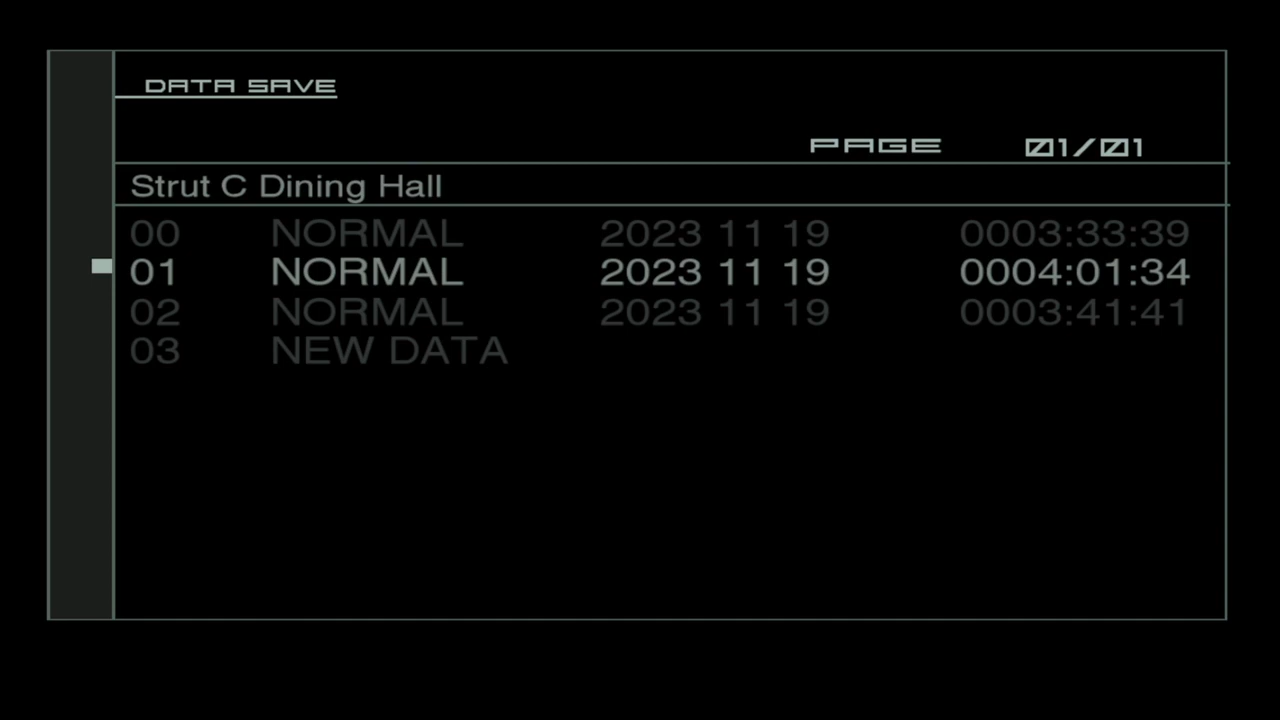 DATA SAVE
PAGE 01/01
Strut C Dining Hall
00 NORMAL 2023 11 19 0003:33:39
01 NORMAL 2023 11 19 0004:01:34
02 NORMAL 2023 11 19 0003:41:41
03 NEW DATA